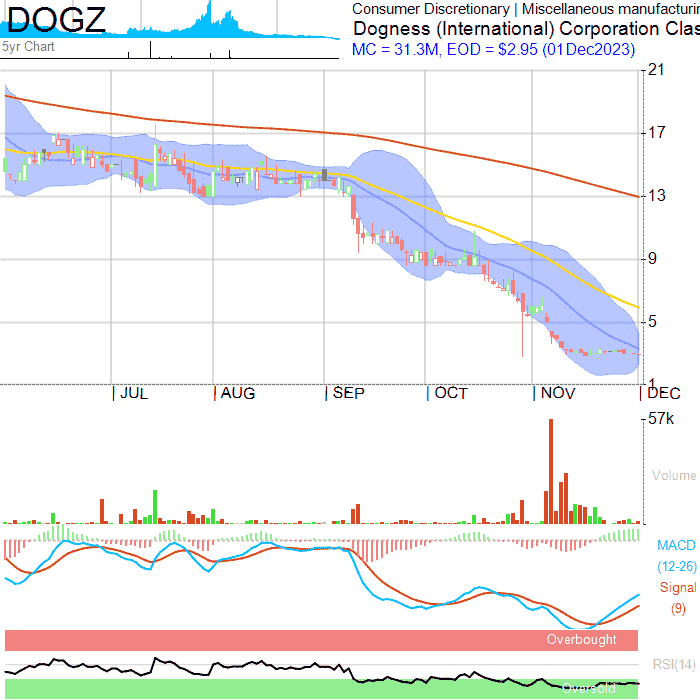 DOGZ
5yr Chart
Consumer Discretionary | Miscellaneous manufacturin
Dogness (International) Corporation Clas
MC = 31.3M, EOD = $2.95 (01Dec2023)
21
17
13
9
5
1
JUL
AUG
SEP
OCT
NOV
DEC
57k
Volume
MACD
(12-26)
Signal
(9)
Overbought
RSI(14)
Oversold